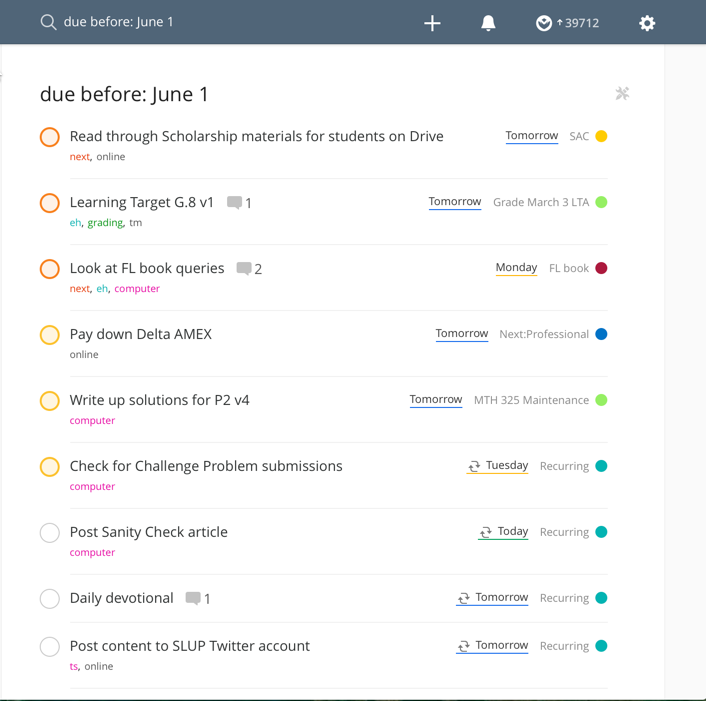 due before: June 1
↑39712
due before: June 1
Read through Scholarship materials for students on Drive
Tomorrow
SAC
next, online
Learning Target G.8 v1
1
Tomorrow
Grade March 3 LTA
eh, grading, tm
Look at FL book queries
2
Monday
FL book
next, eh, computer
Pay down Delta AMEX
Tomorrow
Next:Professional
online
Write up solutions for P2 v4
Tomorrow
MTH 325 Maintenance
computer
Check for Challenge Problem submissions
Tuesday
Recurring
computer
Post Sanity Check article
Today
Recurring
computer
Daily devotional
1
Tomorrow
Recurring
Post content to SLUP Twitter account
Tomorrow
Recurring
ts, online